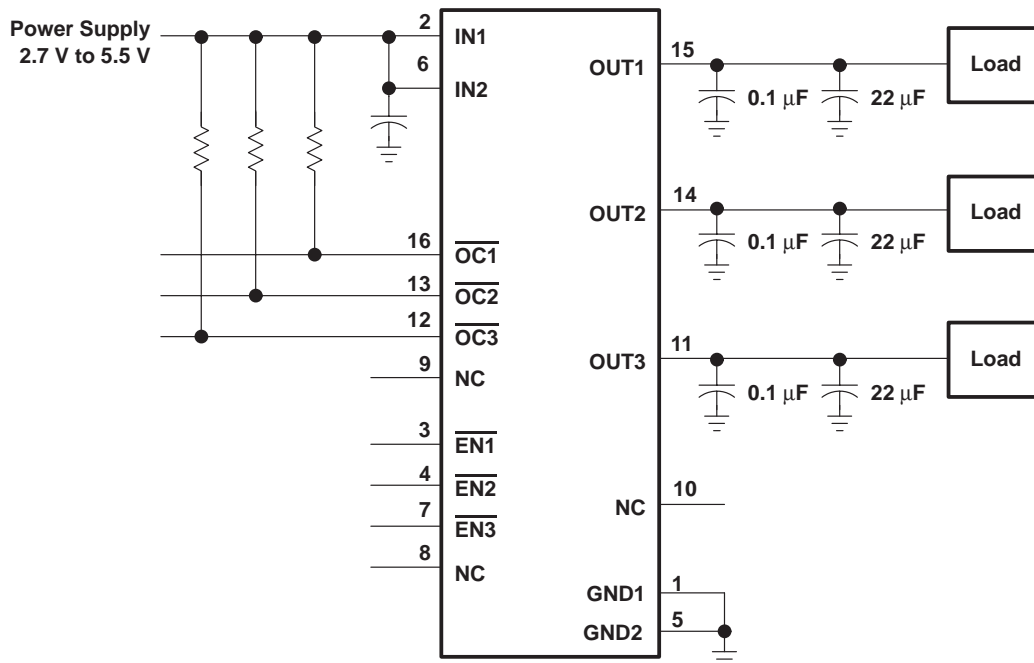 Power Supply
2.7 V to 5.5 V
2
IN1
6
IN2
16
OC1
13
OC2
12
OC3
9
NC
3
EN1
4
EN2
7
EN3
8
NC
OUT1
15
0.1 μF
22 μF
Load
OUT2
14
0.1 μF
22 μF
Load
OUT3
11
0.1 μF
22 μF
Load
NC
10
GND1
1
GND2
5